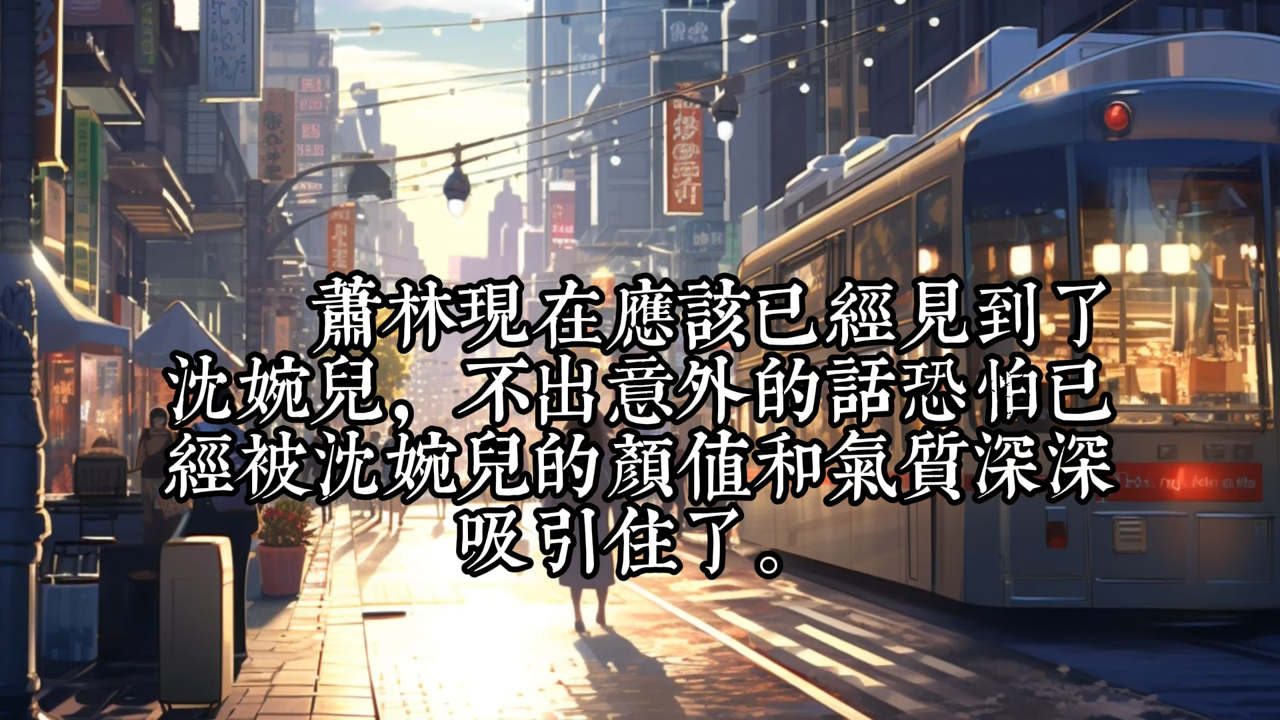 蕭林現在應該已經見到了
沈婉兒，不出意外的話恐怕已
經被沈婉兒的顏值和氣質深深
吸引住了。